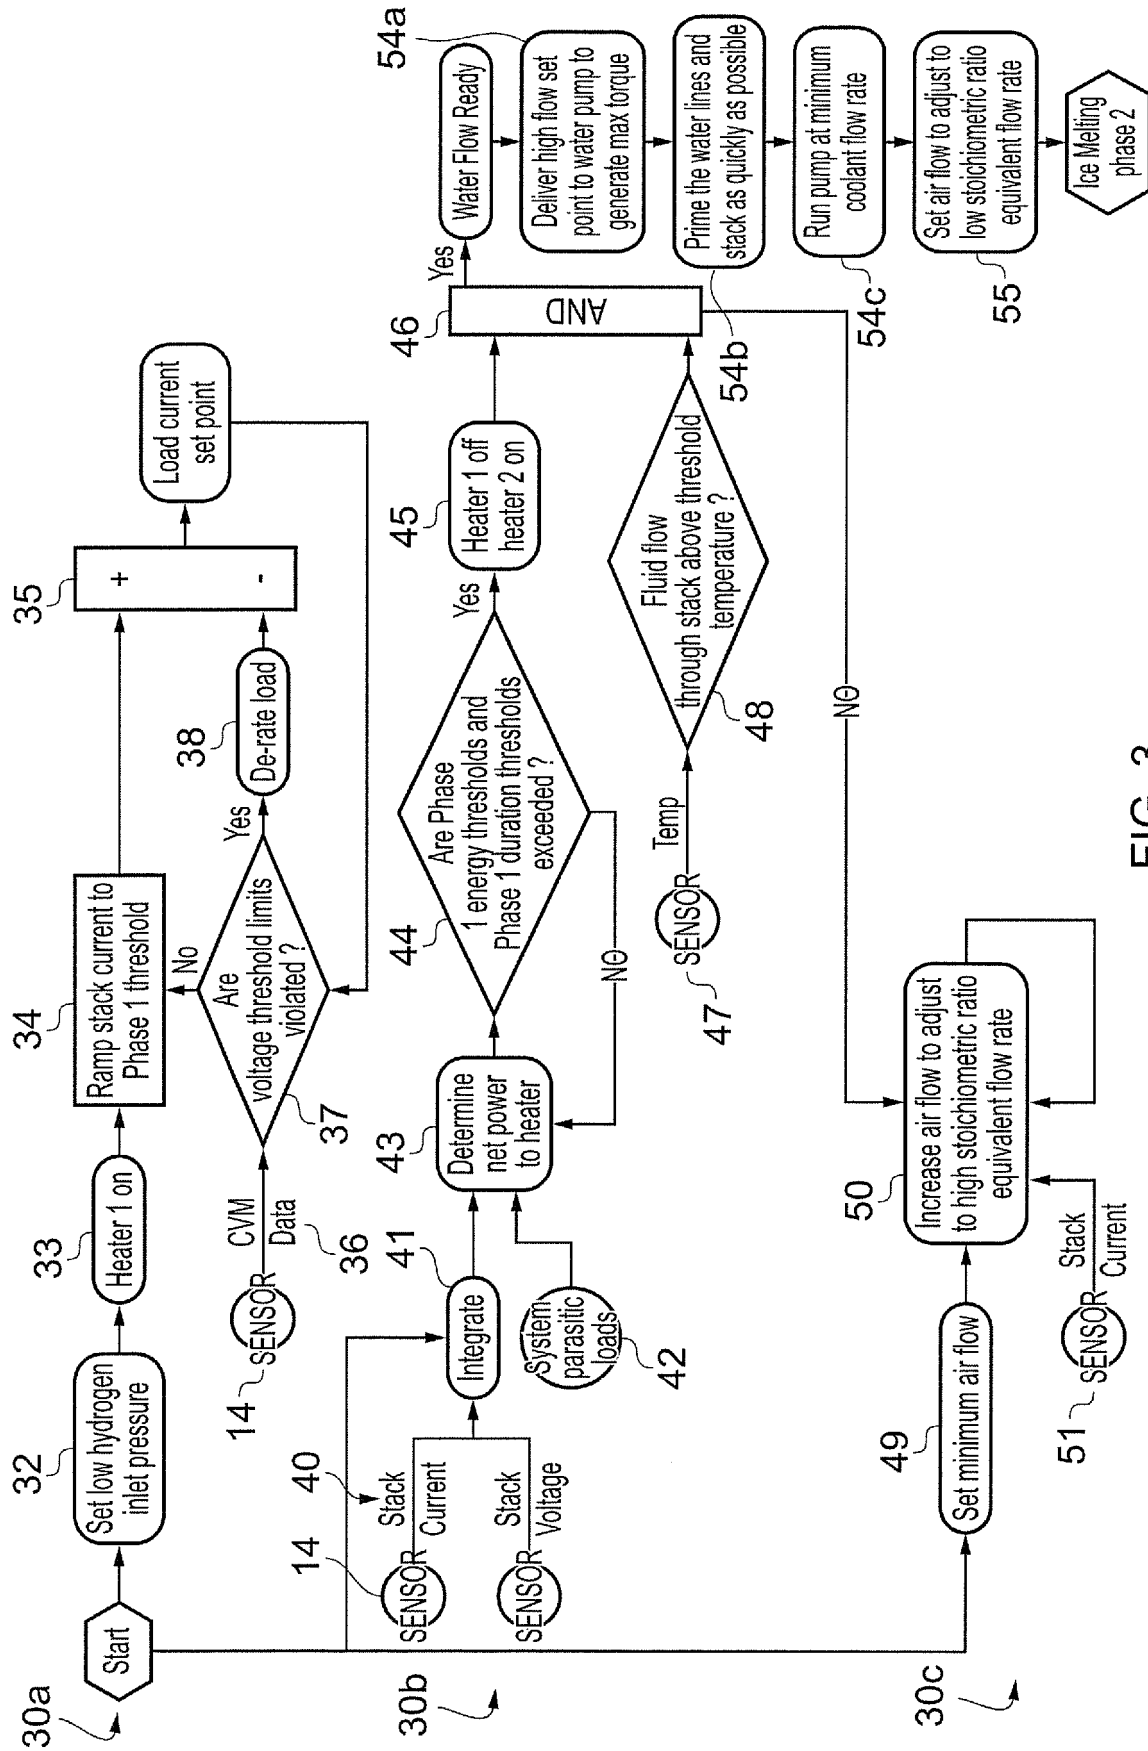 30a
Start
32
Set low hydrogen
inlet pressure
33
Heater 1 on
34
Ramp stack current to
Phase 1 threshold
35
+
-
Load current
set point
14
SENSOR
CVM
Data
36
37
Are
voltage threshold limits
violated ?
No
Yes
38
De-rate load
30b
14
SENSOR
40
Stack
Current
SENSOR
Stack
Voltage
41
Integrate
System
parasitic
loads
42
43
Determine
net power
to heater
44
Are Phase
1 energy thresholds and
Phase 1 duration thresholds
exceeded ?
NO
Yes
45
Heater 1 off
heater 2 on
46
AND
47
SENSOR
Temp
48
Fluid flow
through stack above threshold
temperature ?
Yes
NO
Water Flow Ready
54a
Deliver high flow set
point to water pump to
generate max torque
54b
Prime the water lines and
stack as quickly as possible
54c
Run pump at minimum
coolant flow rate
55
Set air flow to adjust to
low stoichiometric ratio
equivalent flow rate
Ice Melting
phase 2
30c
49
Set minimum air flow
50
Increase air flow to adjust
to high stoichiometric ratio
equivalent flow rate
51
SENSOR
Stack
Current